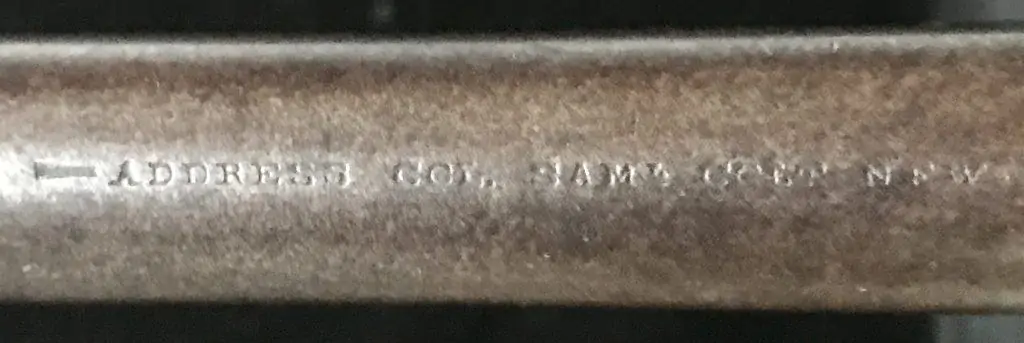 -ADDRESS COL. SAML COLT NEW